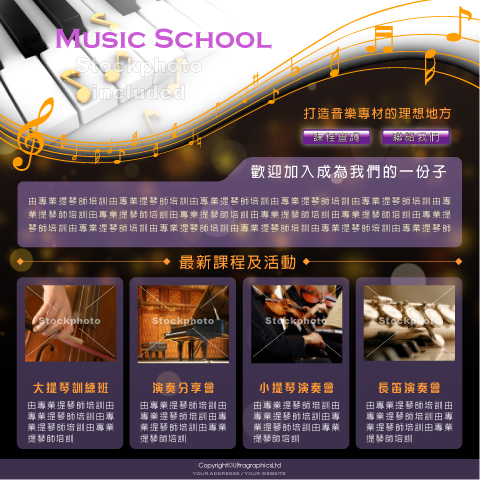 MUSIC SCHOOL
Stockphoto
included
打造音樂專材的理想地方
課程查詢
聯絡我們
歡迎加入成為我們的一份子
由專業提琴師培訓由專業提琴師培訓由專業提琴師培訓由專業提琴師培訓由專業提琴師培訓由專
業提琴師培訓由專業提琴師培訓由專業提琴師培訓由專業提琴師培訓由專業提琴師培訓由專業提
琴師培訓由專業提琴師培訓由專業提琴師培訓由專業提琴師培訓由專業提琴師培訓由專業提琴師
最新課程及活動
Stockphoto
Stockphoto
Stockphoto
Stockphoto
大提琴訓練班
由專業提琴師培訓由
專業提琴師培訓由專
業提琴師培訓由專業
提琴師培訓
演奏分享會
由專業提琴師培訓由
專業提琴師培訓由專
業提琴師培訓由專業
提琴師培訓
小提琴演奏會
由專業提琴師培訓由
專業提琴師培訓由專
業提琴師培訓由專業
提琴師培訓
長笛演奏會
由專業提琴師培訓由
專業提琴師培訓由專
業提琴師培訓由專業
提琴師培訓
Copyright©UltragraphicsLtd
YOUR ADDRESSS / YOUR WEBSITE